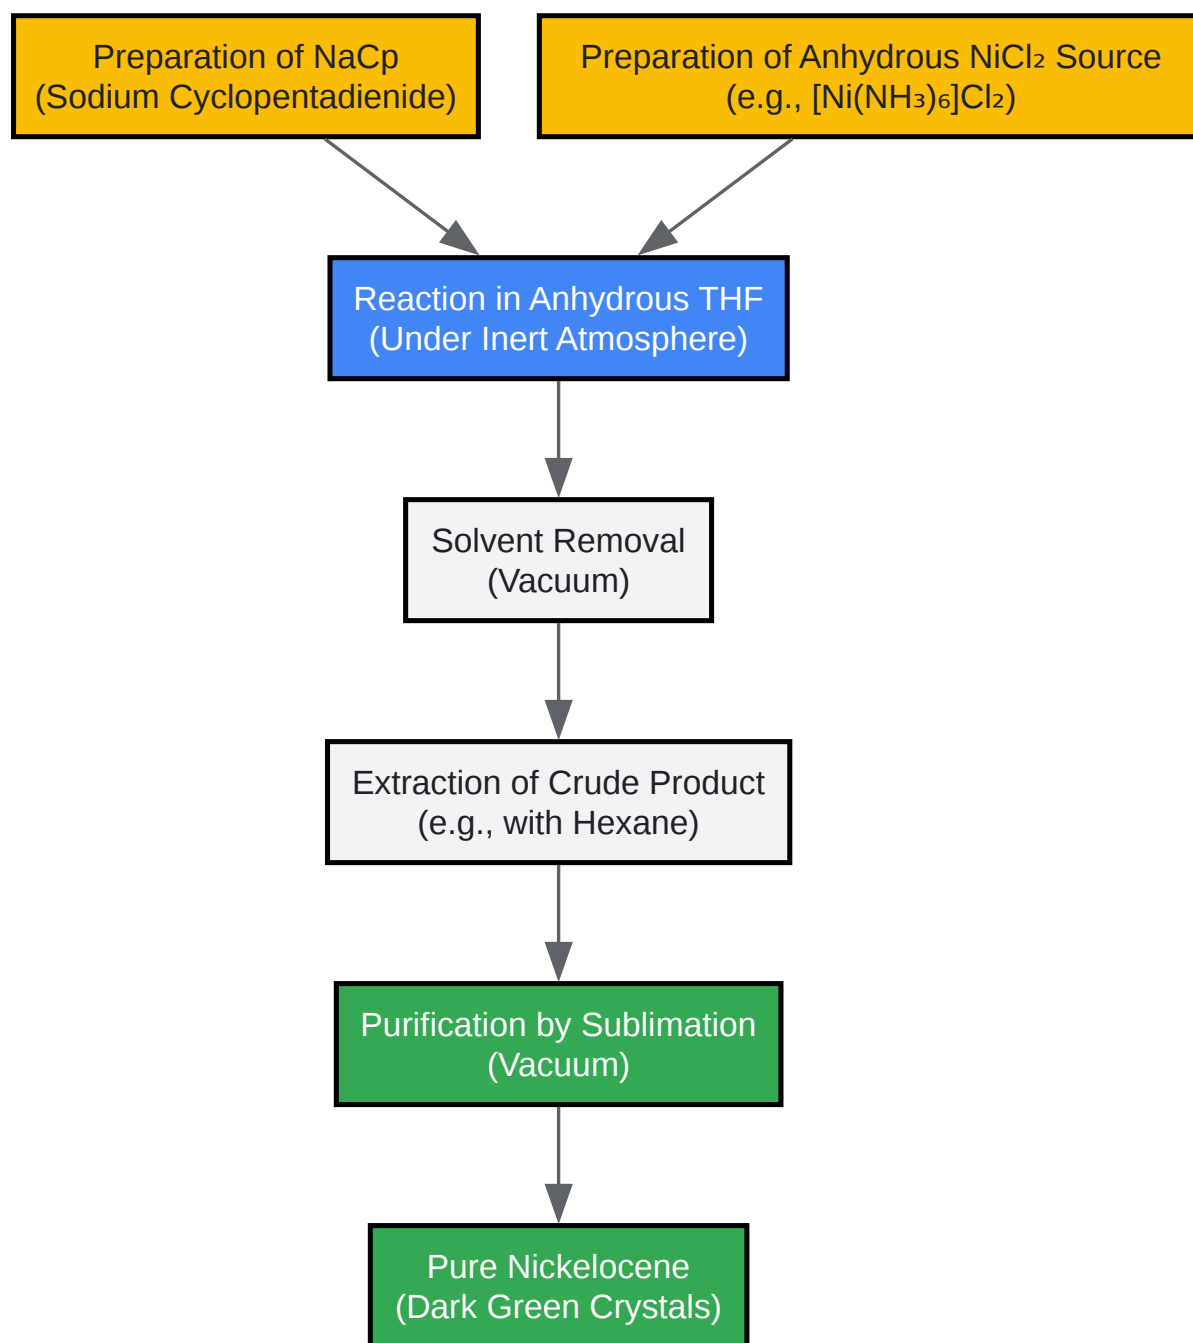 Preparation of NaCp
(Sodium Cyclopentadienide)
Preparation of Anhydrous NiCl₂ Source
(e.g., [Ni(NH₃)₆]Cl₂)
Reaction in Anhydrous THF
(Under Inert Atmosphere)
Solvent Removal
(Vacuum)
Extraction of Crude Product
(e.g., with Hexane)
Purification by Sublimation
(Vacuum)
Pure Nickelocene
(Dark Green Crystals)